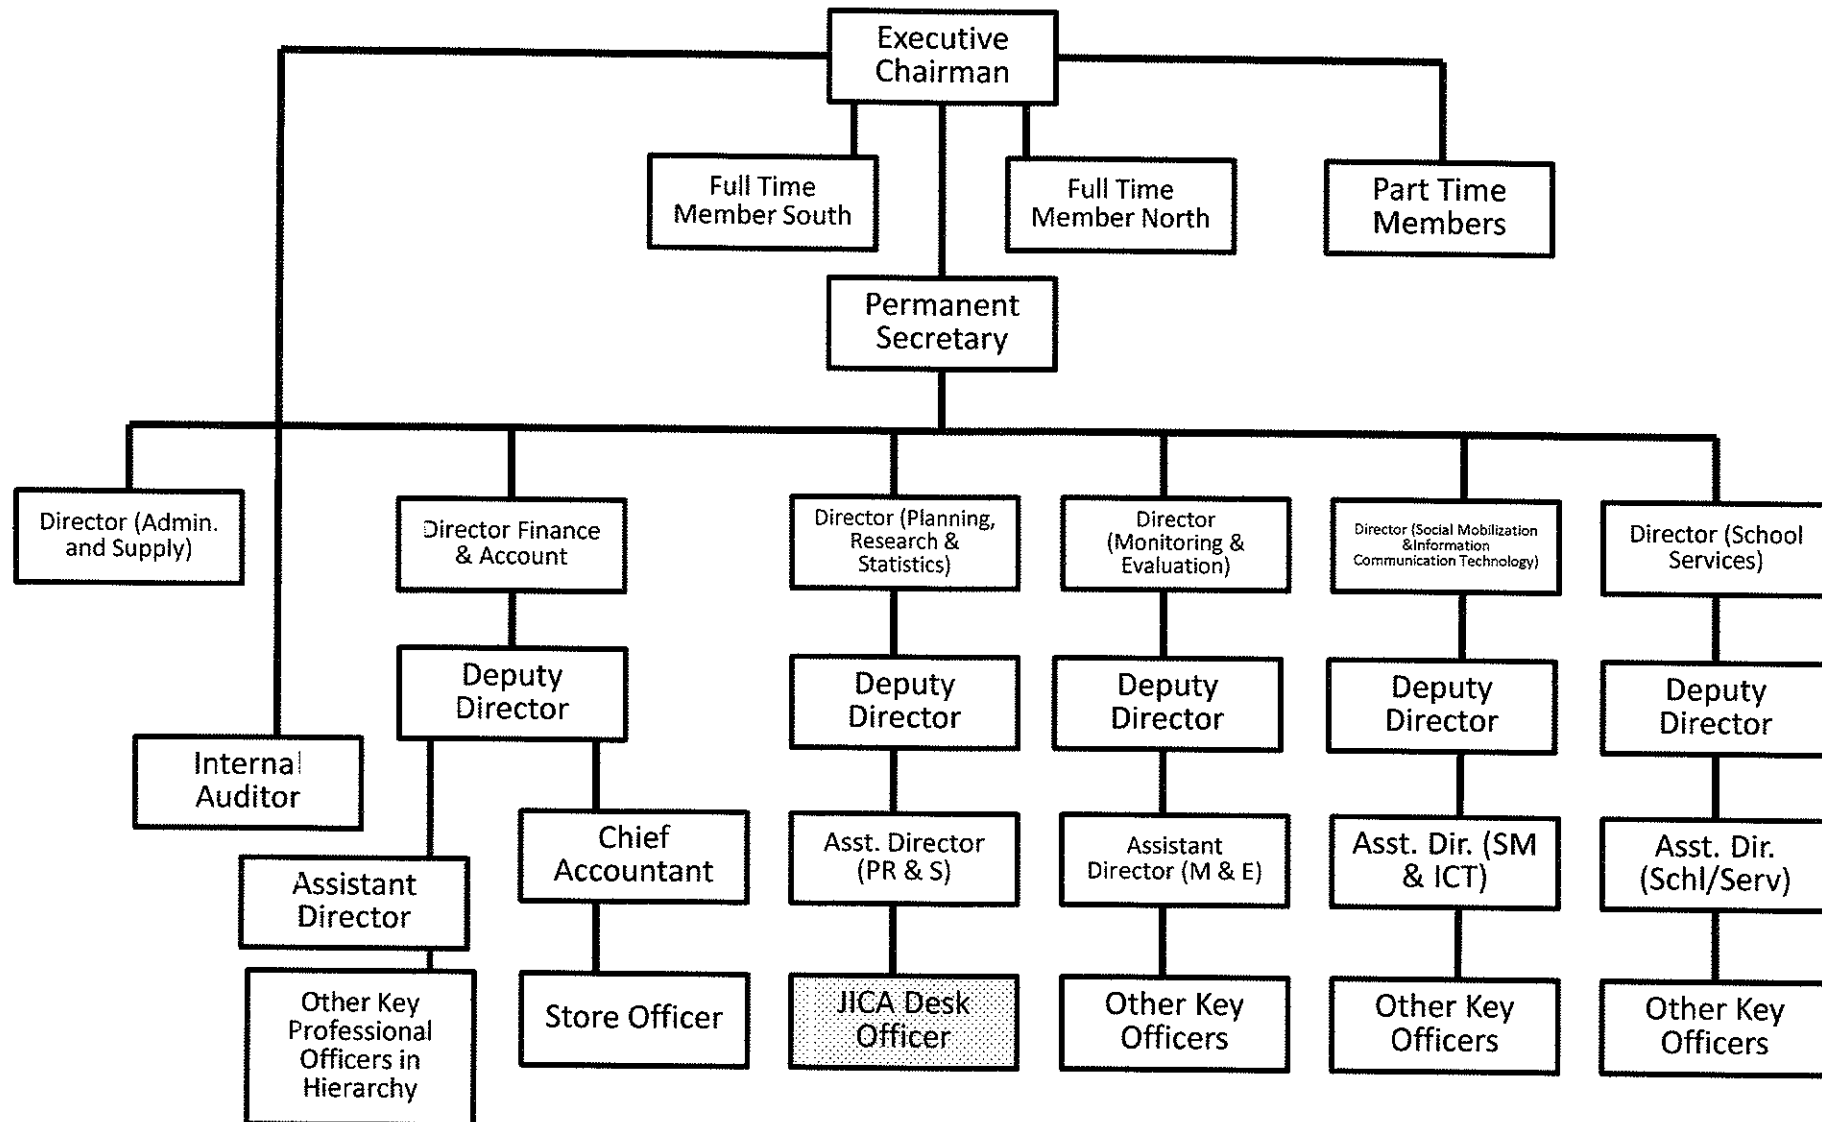 Executive
Chairman
Full Time
Member South
Full Time
Member North
Part Time
Members
Permanent
Secretary
Director (Admin.
and Supply)
Director Finance
& Account
Director (Planning,
Research &
Statistics)
Director
(Monitoring &
Evaluation)
Director (Social Mobilization
&Information
Communication Technology)
Director (School
Services)
Deputy
Director
Deputy
Director
Deputy
Director
Deputy
Director
Deputy
Director
Internal
Auditor
Assistant
Director
Chief
Accountant
Asst. Director
(PR & S)
Assistant
Director (M & E)
Asst. Dir. (SM
& ICT)
Asst. Dir.
(Schl/Serv)
Other Key
Professional
Officers in
Hierarchy
Store Officer
JICA Desk
Officer
Other Key
Officers
Other Key
Officers
Other Key
Officers